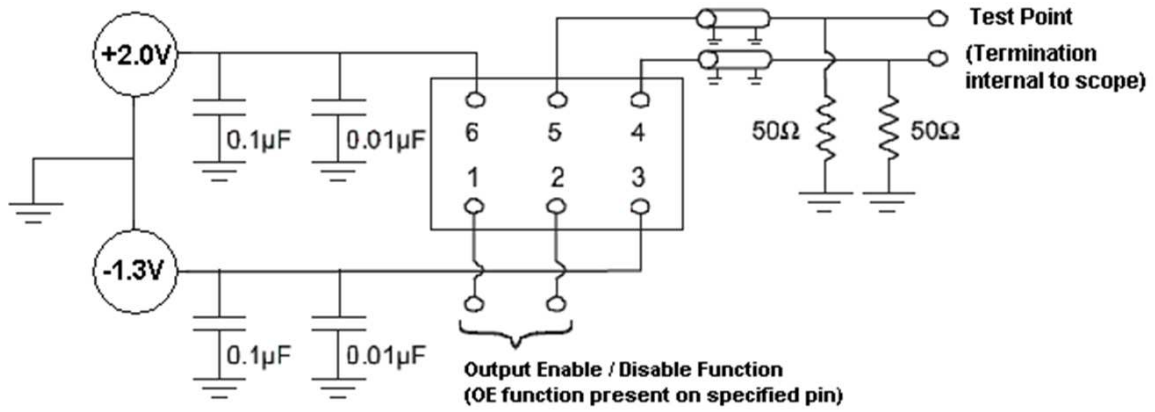 +2.0V
Test Point
(Termination
internal to scope)
0.1µF
0.01µF
6
5
4
50Ω
50Ω
1
2
3
-1.3V
0.1µF
0.01µF
Output Enable / Disable Function
(OE function present on specified pin)